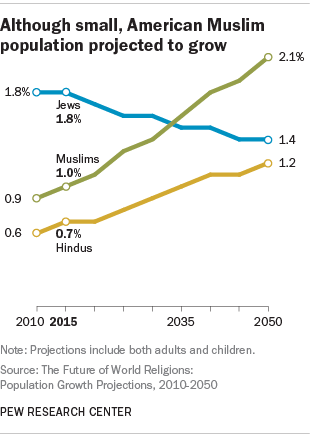 Although small, American Muslim
population projected to grow
2.1%
1.8%
Jews
1.8%
1.4
Muslims
1.0%
1.2
0.9
0.6
0.7%
Hindus
2010 2015 2035 2050
Note: Projections include both adults and children.
Source: The Future of World Religions:
Population Growth Projections, 2010-2050
PEW RESEARCH CENTER